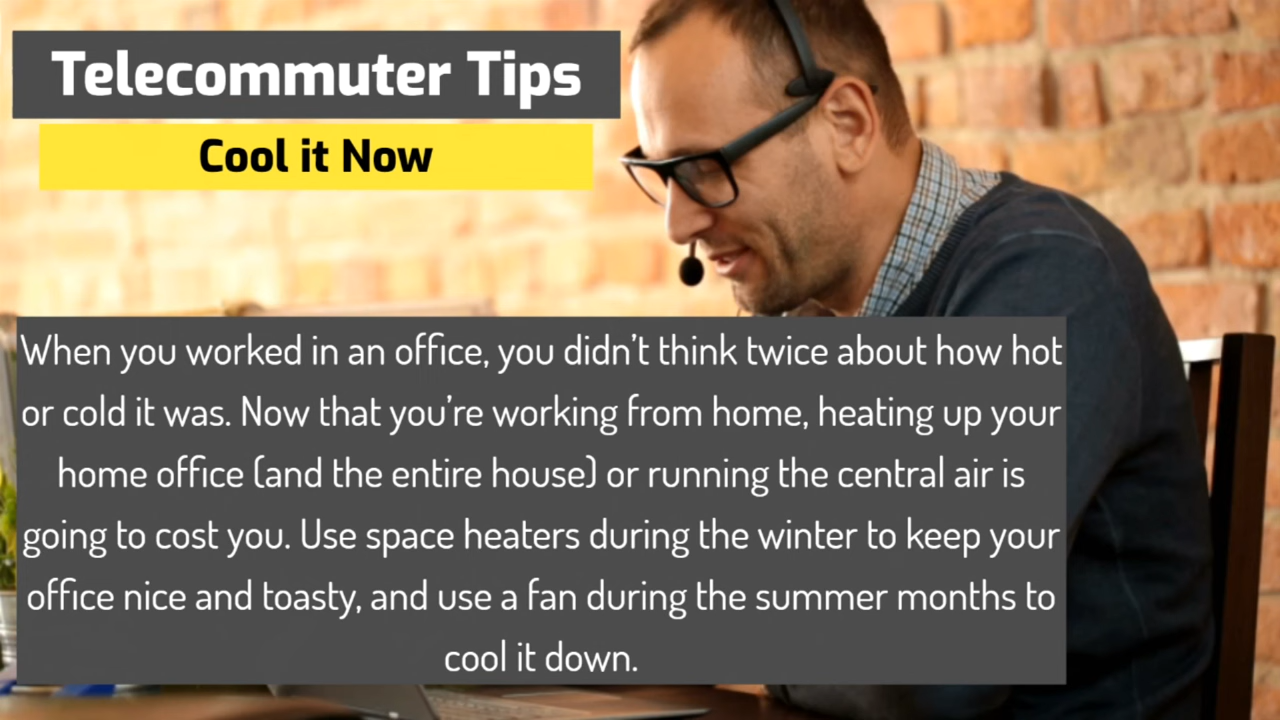 Telecommuter Tips
Cool it Now
When you worked in an office, you didn’t think twice about how hot
or cold it was. Now that you’re working from home, heating up your
home office (and the entire house) or running the central air is
going to cost you. Use space heaters during the winter to keep your
office nice and toasty, and use a fan during the summer months to
cool it down.